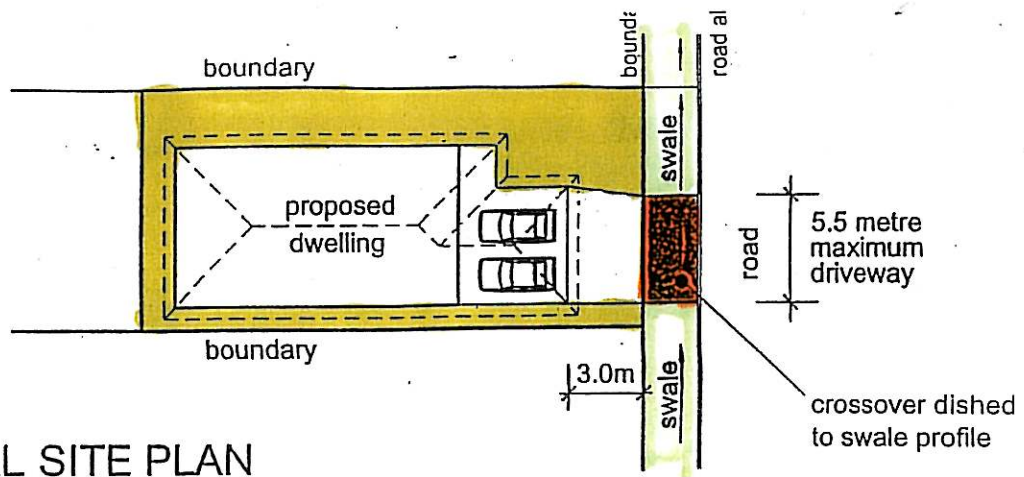 boundary
road
swale
proposed
dwelling
road
5.5 metre
maximum
driveway
boundary
3.0m
swale
crossover dished
to swale profile
SITE PLAN